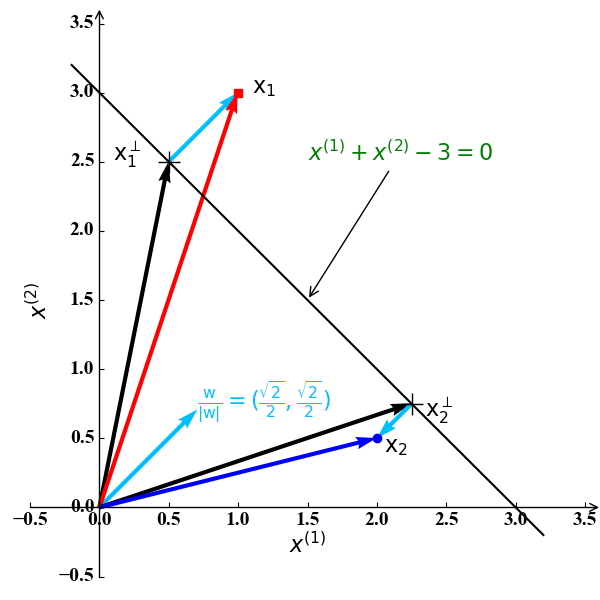 3.5
3.0
x₁
x₁⊥
x⁽¹⁾ + x⁽²⁾ − 3 = 0
2.5
2.0
1.5
x⁽²⁾
1.0
w/|w| = (√2/2, √2/2)
x₂⊥
0.5
x₂
0.0
−0.5 0.0 0.5 1.0 1.5 2.0 2.5 3.0 3.5
x⁽¹⁾
−0.5